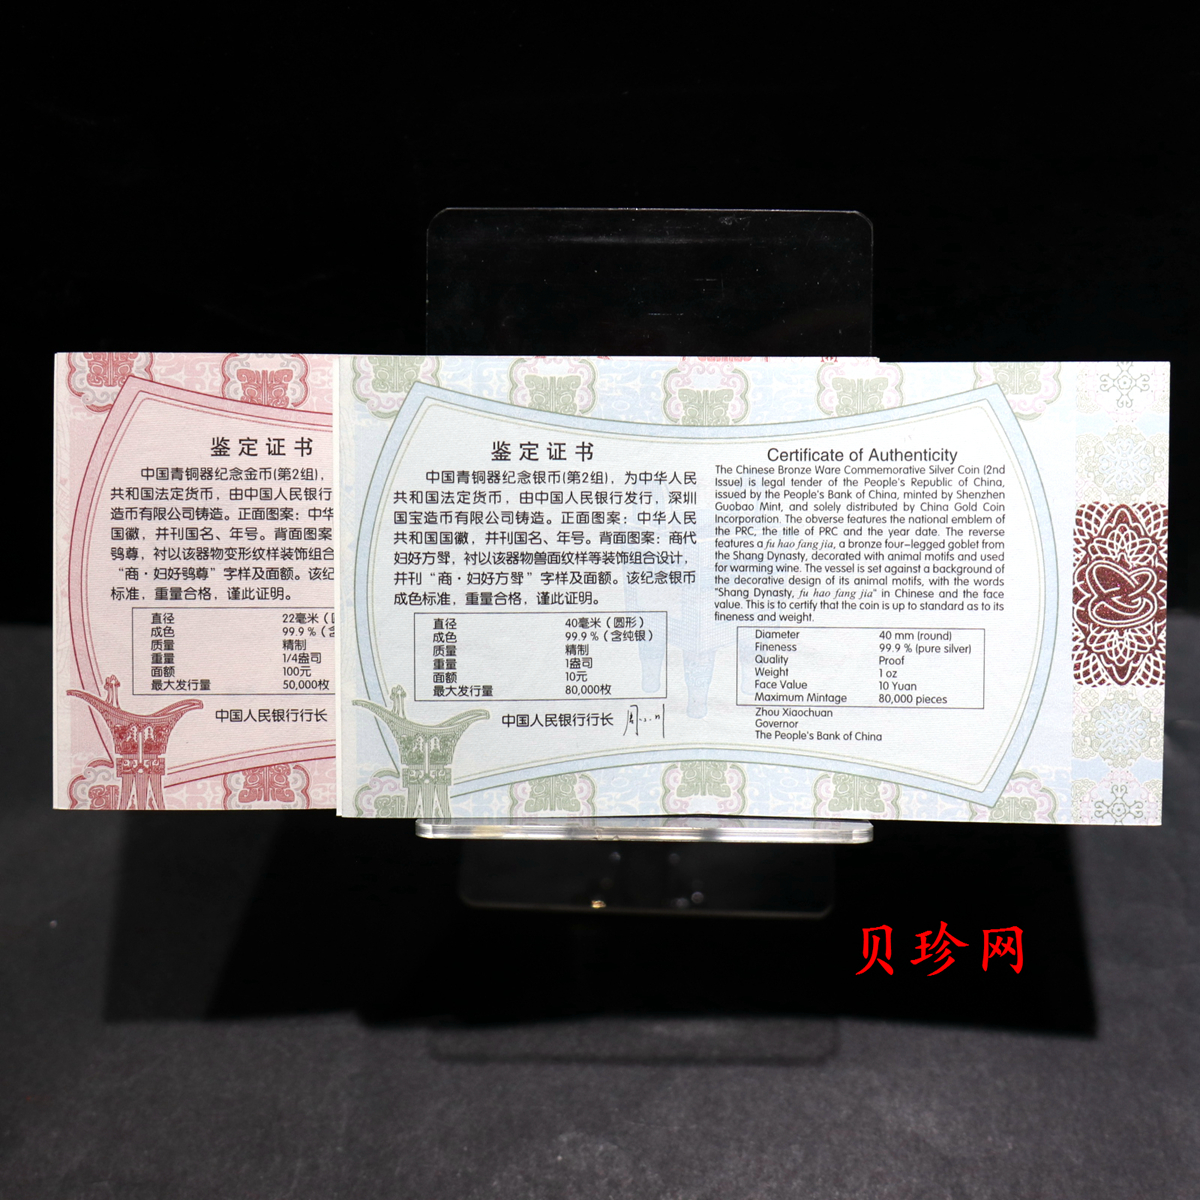 鉴定证书
中国青铜器纪念金币(第2组),
共和国法定货币，由中国人民银行
造币有限公司铸造。正面图案：中华
国徽，并刊国名、年号。背面图案
鸮尊，衬以该器物变形纹样装饰组合
“商·妇好鸮尊”字样及面额。该纪
标准，重量合格，谨此证明。
直径 22毫米（
成色 99.9％（
质量 精制
重量 1/4盎司
面额 100元
最大发行量 50,000枚
中国人民银行行长
鉴定证书
中国青铜器纪念银币(第2组)，为中华人民
共和国法定货币，由中国人民银行发行，深圳
国宝造币有限公司铸造。正面图案：中华人民
共和国国徽，并刊国名、年号。背面图案：商代
妇好方斝，衬以该器物兽面纹样等装饰组合设计，
并刊“商·妇好方斝”字样及面额。该纪念银币
成色标准，重量合格，谨此证明。
直径 40毫米（圆形）
成色 99.9％（含纯银）
质量 精制
重量 1盎司
面额 10元
最大发行量 80,000枚
中国人民银行行长
Certificate of Authenticity
The Chinese Bronze Ware Commemorative Silver Coin (2nd
Issue) is legal tender of the People's Republic of China,
issued by the People's Bank of China, minted by Shenzhen
Guobao Mint, and solely distributed by China Gold Coin
Incorporation. The obverse features the national emblem of
the PRC, the title of PRC and the year date. The reverse
features a fu hao fang jia, a bronze four-legged goblet from
the Shang Dynasty, decorated with animal motifs and used
for warming wine. The vessel is set against a background of
the decorative design of its animal motifs, with the words
"Shang Dynasty, fu hao fang jia" in Chinese and the face
value. This is to certify that the coin is up to standard as to its
fineness and weight.
Diameter 40 mm (round)
Fineness 99.9 % (pure silver)
Quality Proof
Weight 1 oz
Face Value 10 Yuan
Maximum Mintage 80,000 pieces
Zhou Xiaochuan
Governor
The People's Bank of China
贝珍网